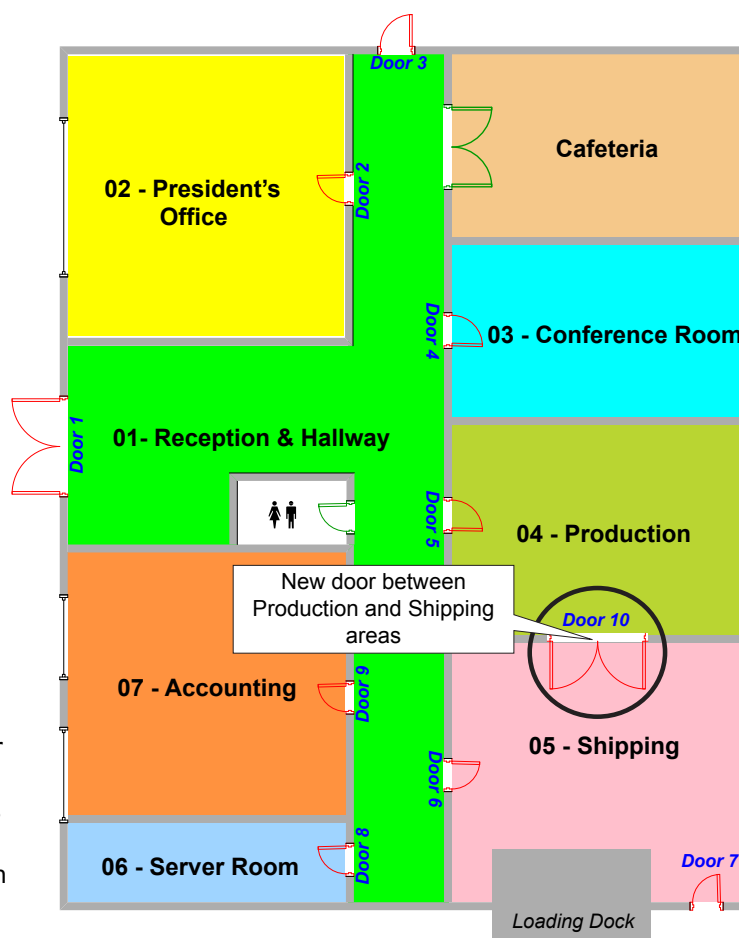 Door 3
Cafeteria
02 - President's
Office
Door 2
Door 4
03 - Conference Room
Door 1
01- Reception & Hallway
Door 5
04 - Production
New door between
Production and Shipping
areas
Door 10
07 - Accounting
Door 9
05 - Shipping
Door 6
06 - Server Room
Door 8
Door 7
Loading Dock